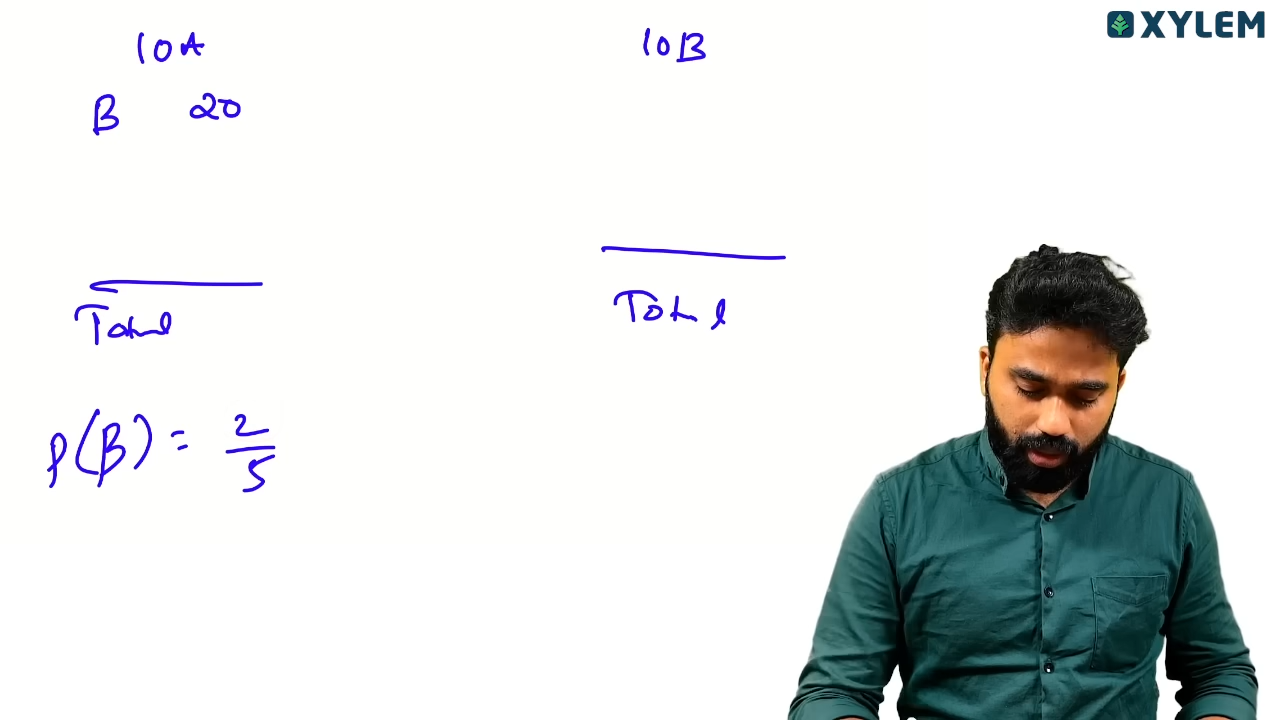 XYLEM
10A
10B
B 20
Total
Total
P(B) = 2/5